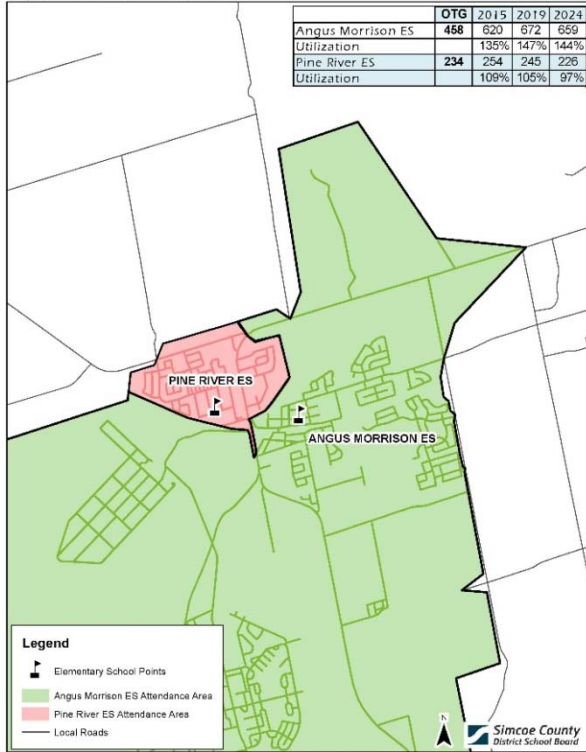 OTG 2015 2019 2024
Angus Morrison ES 458 620 672 659
Utilization 135% 147% 144%
Pine River ES 234 254 245 226
Utilization 109% 105% 97%
PINE RIVER ES
ANGUS MORRISON ES
Legend
Elementary School Points
Angus Morrison ES Attendance Area
Pine River ES Attendance Area
Local Roads
N
Simcoe County
District School Board